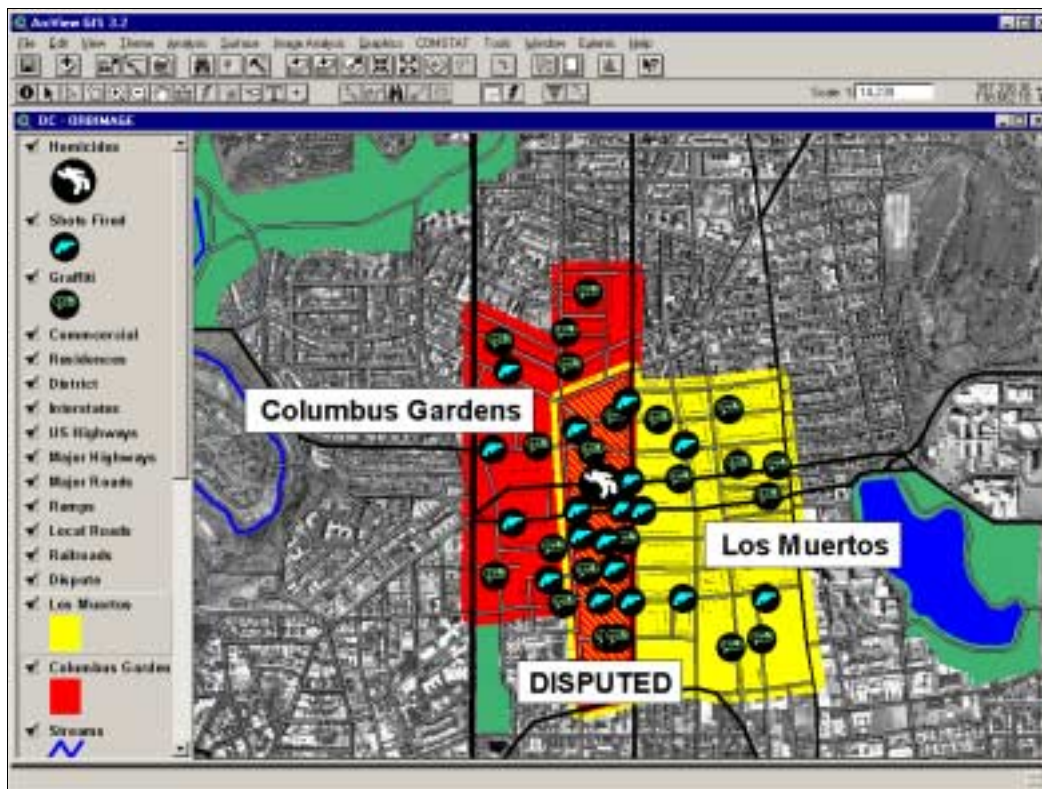 ArcView GIS 3.2
File Edit View Theme Analysis Surface Image Analysis Graphics COMSTAT Tools Window Help
Scale 1:
DC - ORBIMAGE
Homicides
Shots Fired
Graffiti
Commercial
Residences
District
Interstates
US Highways
Major Highways
Major Roads
Ramps
Local Roads
Railroads
Dispute
Los Muertos
Columbus Garden
Streams
Columbus Gardens
Los Muertos
DISPUTED